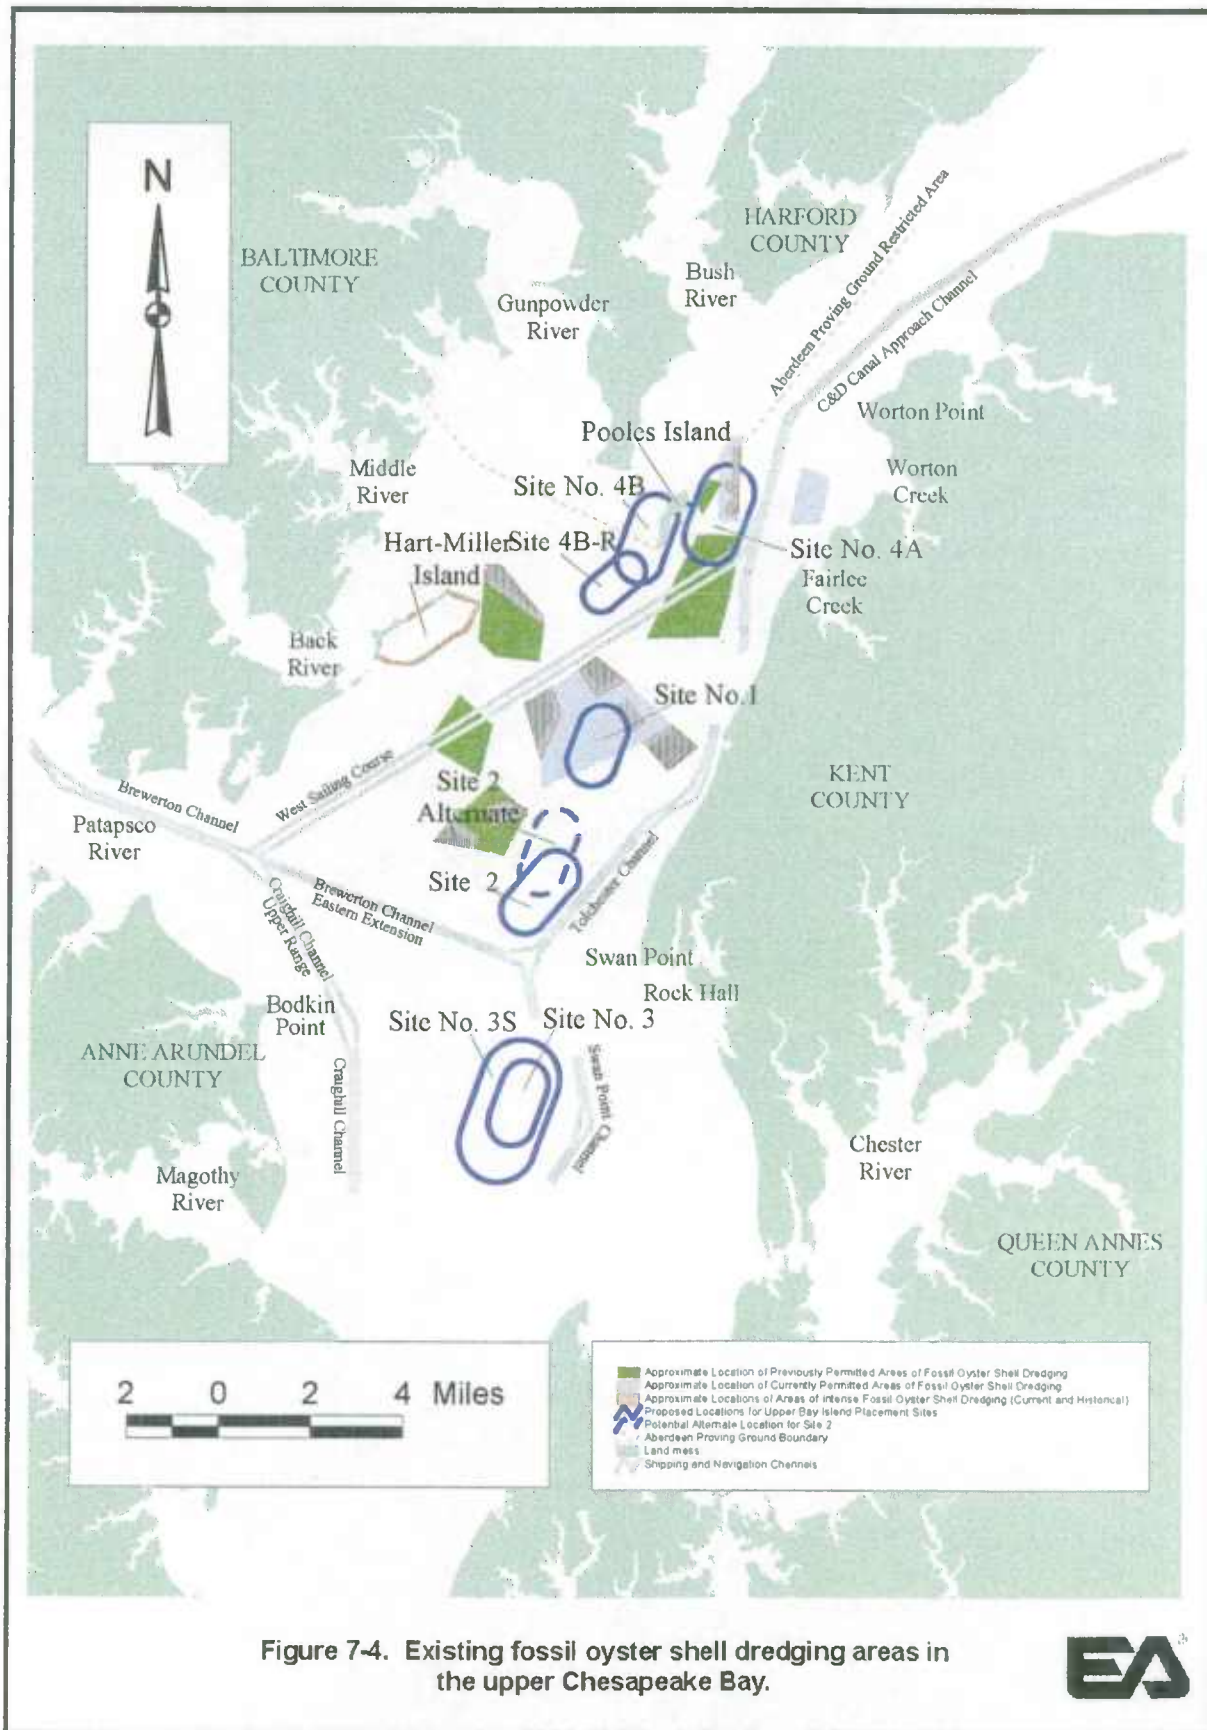 N
BALTIMORE
COUNTY
HARFORD
COUNTY
Bush
River
Gunpowder
River
Aberdeen Proving Ground Restricted Area
C&D Canal Approach Channel
Worton Point
Pooles Island
Worton
Creek
Middle
River
Site No. 4B
Hart-Miller
Island
Site 4B-R
Site No. 4A
Fairlee
Creek
Back
River
Site No.1
KENT
COUNTY
West Sailing Course
Site 2
Alternate
Brewerton Channel
Patapsco
River
Site 2
Tolchester Channel
Brewerton Channel
Eastern Extension
Craighill Channel
Upper Range
Swan Point
Rock Hall
Bodkin
Point
Site No. 3S
Site No. 3
ANNE ARUNDEL
COUNTY
Craighill Channel
Swan Point Channel
Chester
River
Magothy
River
QUEEN ANNES
COUNTY
2 0 2 4 Miles
Approximate Location of Previously Permitted Areas of Fossil Oyster Shell Dredging
Approximate Location of Currently Permitted Areas of Fossil Oyster Shell Dredging
Approximate Locations of Areas of Intense Fossil Oyster Shell Dredging (Current and Historical)
Proposed Locations for Upper Bay Island Placement Sites
Potential Alternate Location for Site 2
Aberdeen Proving Ground Boundary
Land mess
Shipping and Navigation Channels
Figure 7-4. Existing fossil oyster shell dredging areas in
the upper Chesapeake Bay.
EA